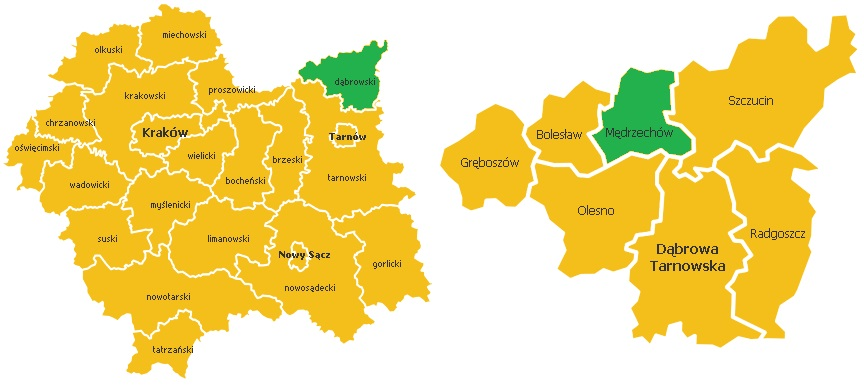 miechowski
olkuski
dąbrowski
proszowicki
krakowski
chrzanowski
Kraków
Tarnów
oświęcimski
wielicki
brzeski
tarnowski
bocheński
wadowicki
myślenicki
suski
limanowski
Nowy Sącz
gorlicki
nowosądecki
nowotarski
tatrzański
Szczucin
Bolesław
Mędrzechów
Gręboszów
Olesno
Radgoszcz
Dąbrowa
Tarnowska